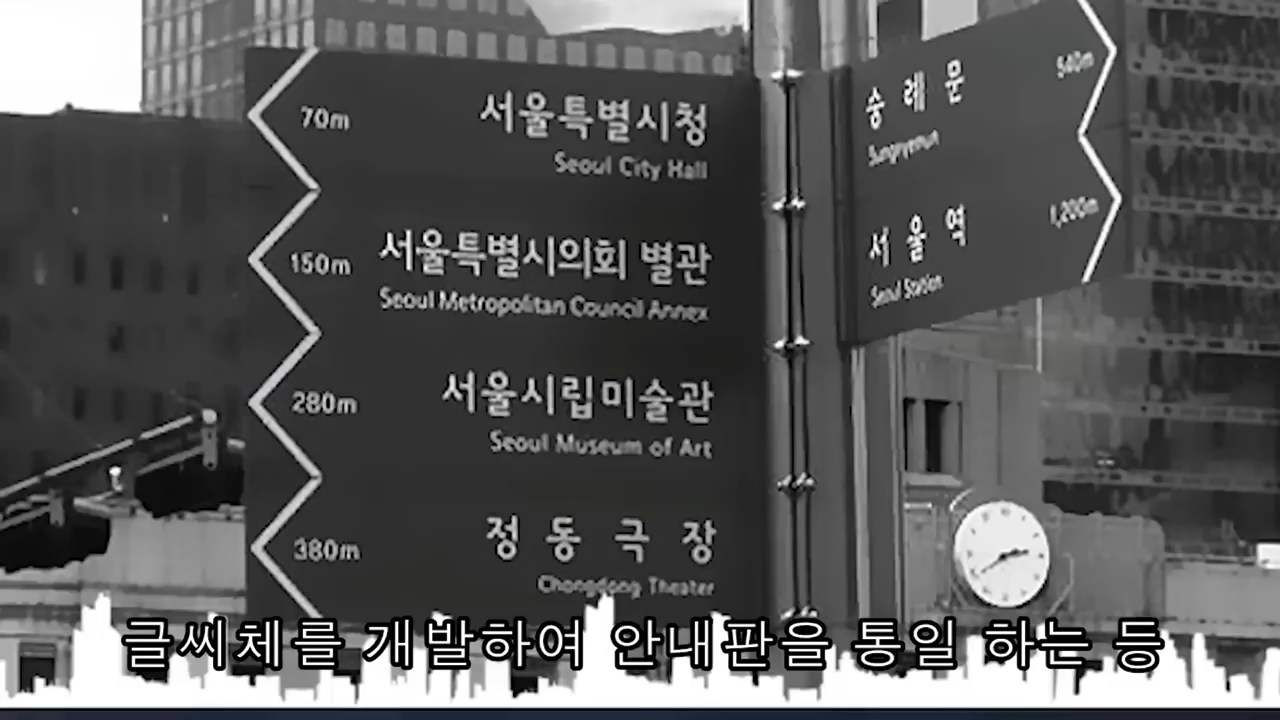 70m 서울특별시청
Seoul City Hall
150m 서울특별시의회 별관
Seoul Metropolitan Council Annex
280m 서울시립미술관
Seoul Museum of Art
380m 정동극장
Chongdong Theater
숭례문 540m
Sungnyemun
서울역 1,200m
Seoul Station
글씨체를 개발하여 안내판을 통일 하는 등